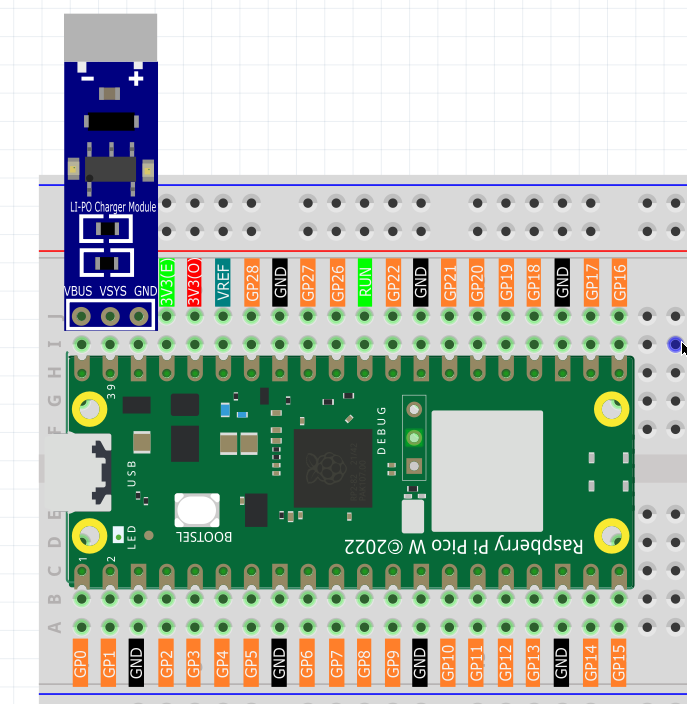 - +
LI-PO Charger Module
VBUS VSYS GND
3V3(E)
3V3(O)
VREF
GP28
GND
GP27
GP26
RUN
GP22
GND
GP21
GP20
GP19
GP18
GND
GP17
GP16
J
I
H
G
F
E
D
C
B
A
39
USB
DEBUG
LED
1
2
BOOTSEL
Raspberry Pi Pico W ©2022
GP0
GP1
GND
GP2
GP3
GP4
GP5
GND
GP6
GP7
GP8
GP9
GND
GP10
GP11
GP12
GP13
GND
GP14
GP15